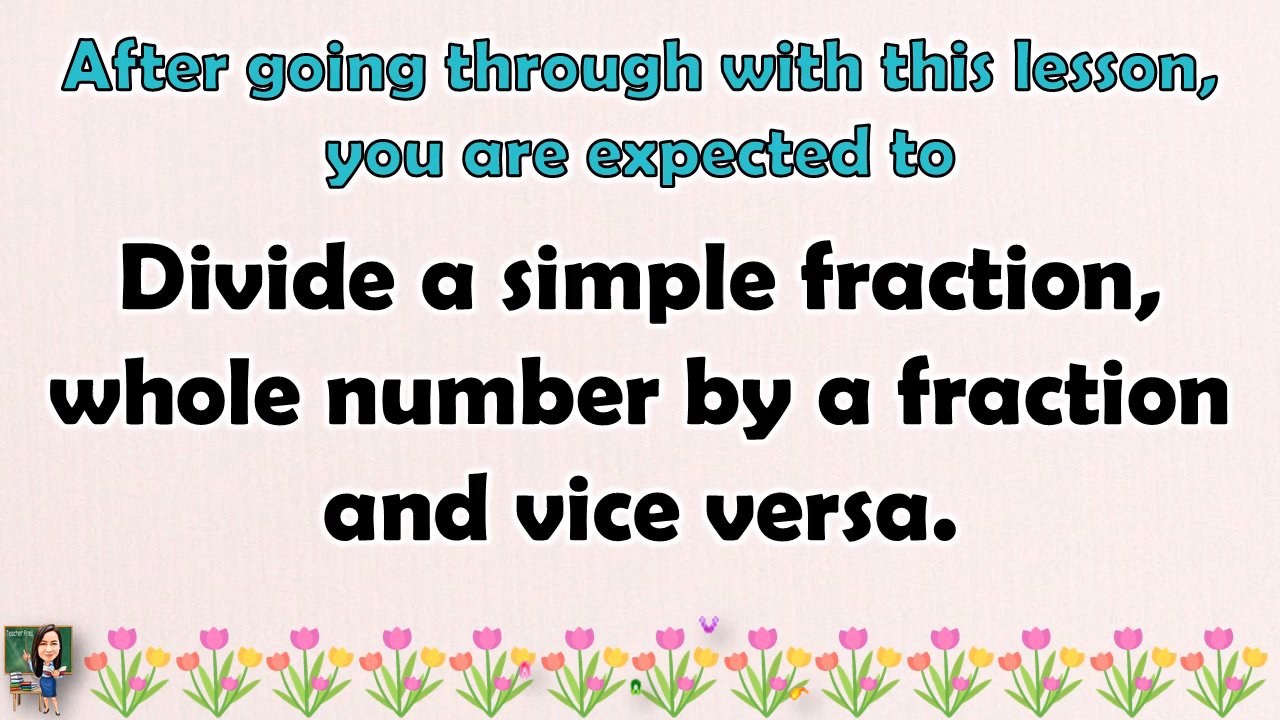 After going through with this lesson,
you are expected to
Divide a simple fraction,
whole number by a fraction
and vice versa.